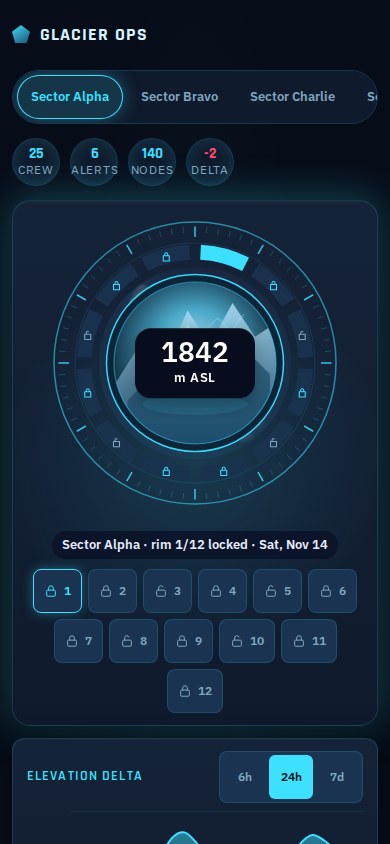 GLACIER OPS
Sector Alpha Sector Bravo Sector Charlie
25 6 140 -2
CREW ALERTS NODES DELTA
1842
m ASL
Sector Alpha · rim 1/12 locked · Sat, Nov 14
1 2 3 4 5 6
7 8 9 10 11
12
ELEVATION DELTA 6h 24h 7d